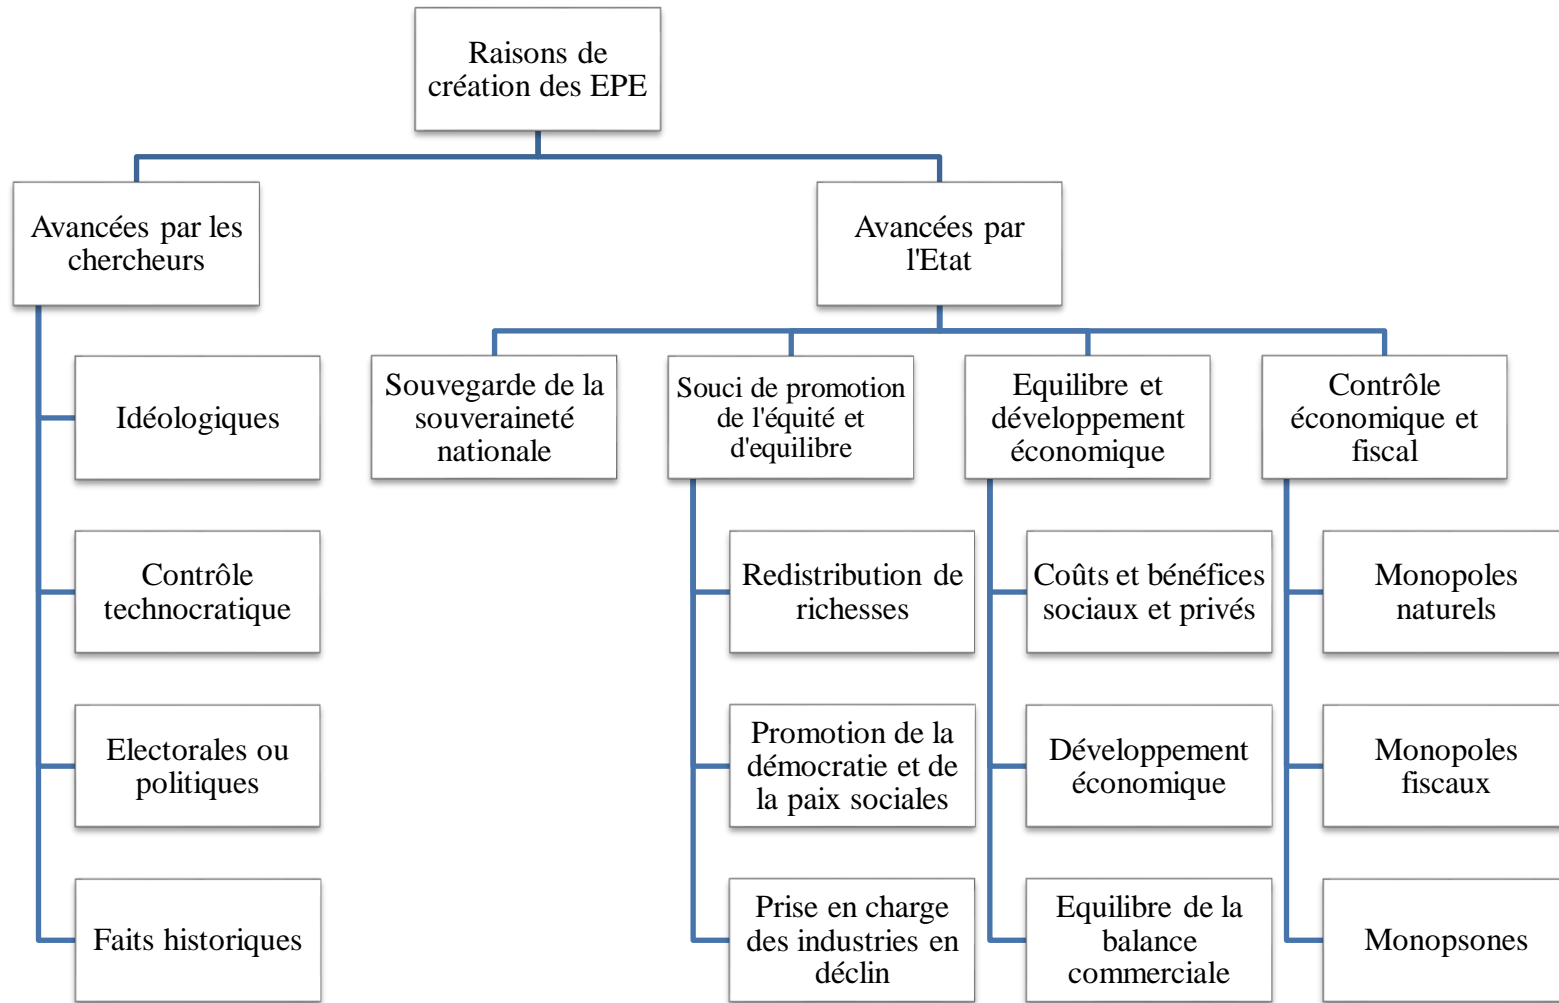 Raisons de
création des EPE
Avancées par les
chercheurs
Idéologiques
Contrôle
technocratique
Electorales ou
politiques
Faits historiques
Avancées par
l'Etat
Souvegarde de la
souveraineté
nationale
Souci de promotion
de l'équité et
d'equilibre
Redistribution de
richesses
Promotion de la
démocratie et de
la paix sociales
Prise en charge
des industries en
déclin
Equilibre et
développement
économique
Coûts et bénéfices
sociaux et privés
Développement
économique
Equilibre de la
balance
commerciale
Contrôle
économique et
fiscal
Monopoles
naturels
Monopoles
fiscaux
Monopsones